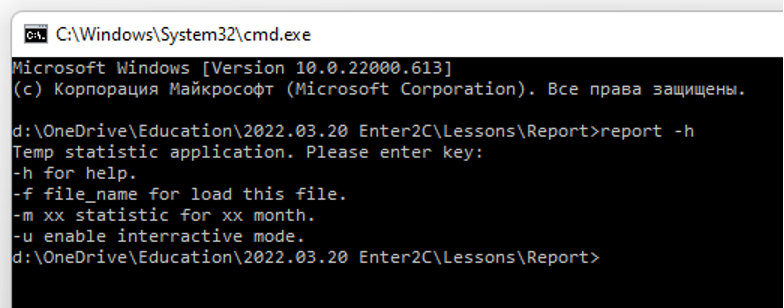 C:\Windows\System32\cmd.exe
Microsoft Windows [Version 10.0.22000.613]
(c) Корпорация Майкрософт (Microsoft Corporation). Все права защищены.
d:\OneDrive\Education\2022.03.20 Enter2C\Lessons\Report>report -h
Temp statistic application. Please enter key:
-h for help.
-f file_name for load this file.
-m xx statistic for xx month.
-u enable interractive mode.
d:\OneDrive\Education\2022.03.20 Enter2C\Lessons\Report>